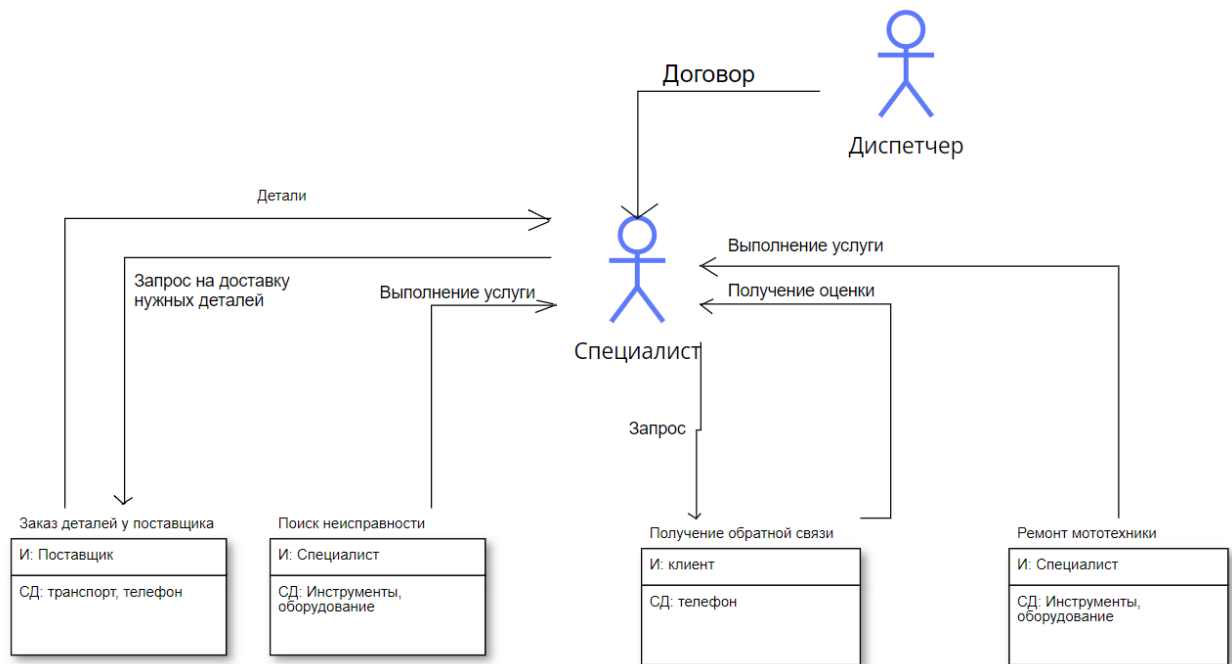 Договор
Диспетчер
Детали
Выполнение услуги
Запрос на доставку
нужных деталей
Выполнение услуги
Получение оценки
Специалист
Запрос
Заказ деталей у поставщика
И: Поставщик
СД: транспорт, телефон
Поиск неисправности
И: Специалист
СД: Инструменты,
оборудование
Получение обратной связи
И: клиент
СД: телефон
Ремонт мототехники
И: Специалист
СД: Инструменты,
оборудование